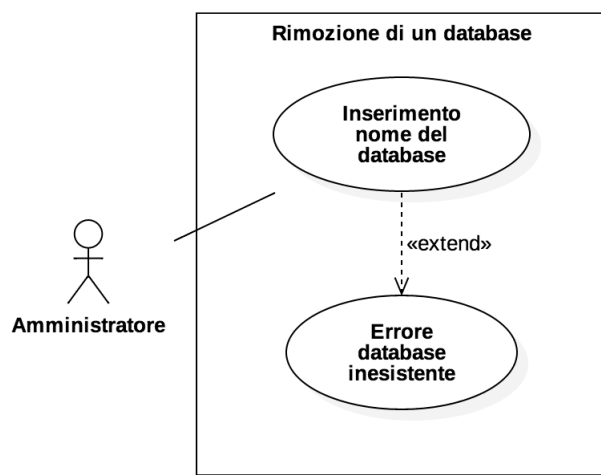 Rimozione di un database
Inserimento
nome del
database
«extend»
Amministratore
Errore
database
inesistente